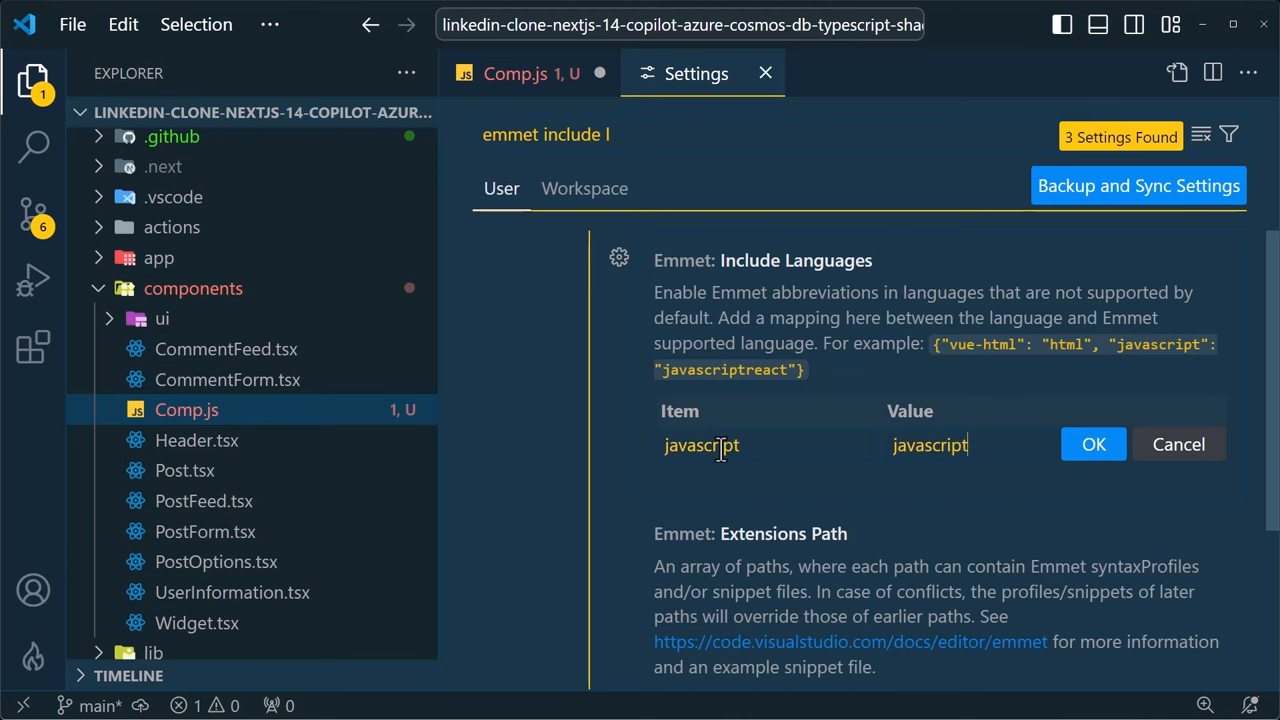 File Edit Selection ··· linkedin-clone-nextjs-14-copilot-azure-cosmos-db-typescript-shac
EXPLORER ···
Comp.js 1, U
Settings
LINKEDIN-CLONE-NEXTJS-14-COPILOT-AZUR...
.github
.next
.vscode
actions
app
components
ui
CommentFeed.tsx
CommentForm.tsx
JS Comp.js 1, U
Header.tsx
Post.tsx
PostFeed.tsx
PostForm.tsx
PostOptions.tsx
UserInformation.tsx
Widget.tsx
lib
TIMELINE
1
6
emmet include l
3 Settings Found
User Workspace
Backup and Sync Settings
Emmet: Include Languages
Enable Emmet abbreviations in languages that are not supported by
default. Add a mapping here between the language and Emmet
supported language. For example: {"vue-html": "html", "javascript":
"javascriptreact"}
Item Value
javascript javascript OK Cancel
Emmet: Extensions Path
An array of paths, where each path can contain Emmet syntaxProfiles
and/or snippet files. In case of conflicts, the profiles/snippets of later
paths will override those of earlier paths. See
https://code.visualstudio.com/docs/editor/emmet for more information
and an example snippet file.
main* 1 0 0